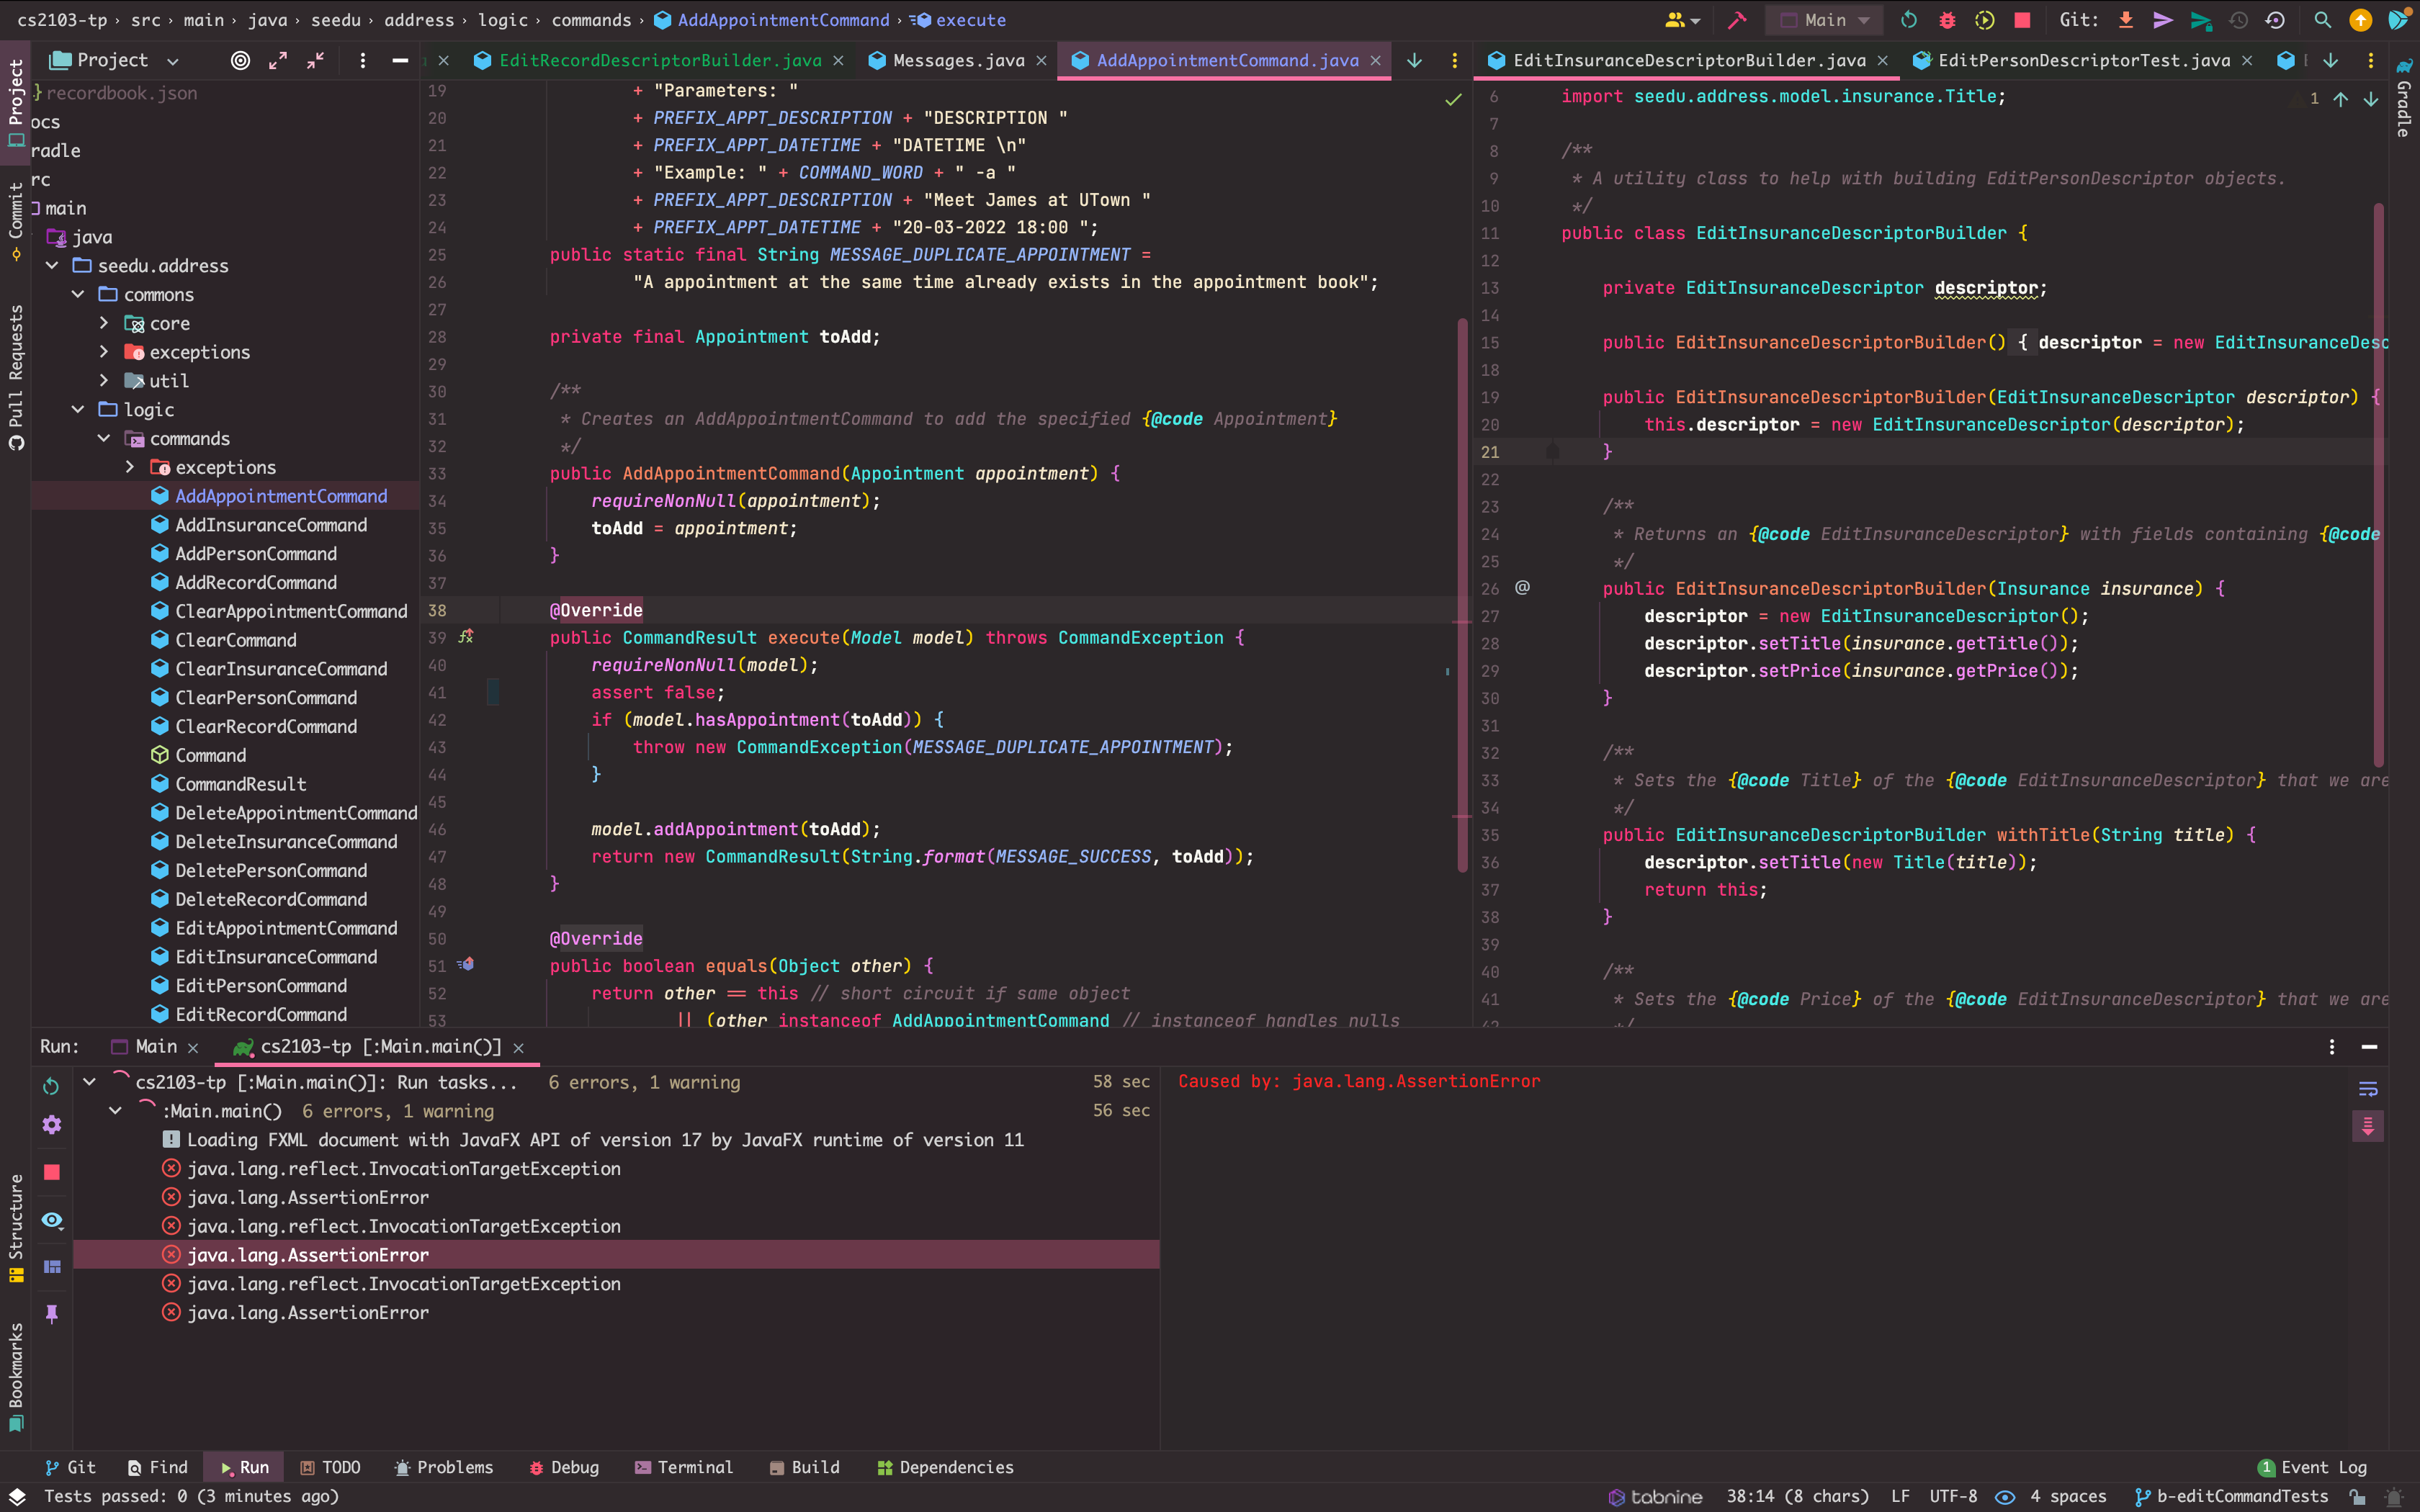 cs2103-tp › src › main › java › seedu › address › logic › commands › AddAppointmentCommand › execute
Main
Git:
Project
EditRecordDescriptorBuilder.java
Messages.java
AddAppointmentCommand.java
EditInsuranceDescriptorBuilder.java
EditPersonDescriptorTest.java
Project
Commit
Pull Requests
Structure
Bookmarks
Gradle
recordbook.json
ocs
radle
rc
main
java
seedu.address
commons
core
exceptions
util
logic
commands
exceptions
AddAppointmentCommand
AddInsuranceCommand
AddPersonCommand
AddRecordCommand
ClearAppointmentCommand
ClearCommand
ClearInsuranceCommand
ClearPersonCommand
ClearRecordCommand
Command
CommandResult
DeleteAppointmentCommand
DeleteInsuranceCommand
DeletePersonCommand
DeleteRecordCommand
EditAppointmentCommand
EditInsuranceCommand
EditPersonCommand
EditRecordCommand
19 + "Parameters: "
20 + PREFIX_APPT_DESCRIPTION + "DESCRIPTION "
21 + PREFIX_APPT_DATETIME + "DATETIME \n"
22 + "Example: " + COMMAND_WORD + " -a "
23 + PREFIX_APPT_DESCRIPTION + "Meet James at UTown "
24 + PREFIX_APPT_DATETIME + "20-03-2022 18:00 ";
25 public static final String MESSAGE_DUPLICATE_APPOINTMENT =
26 "A appointment at the same time already exists in the appointment book";
27
28 private final Appointment toAdd;
29
30 /**
31 * Creates an AddAppointmentCommand to add the specified {@code Appointment}
32 */
33 public AddAppointmentCommand(Appointment appointment) {
34 requireNonNull(appointment);
35 toAdd = appointment;
36 }
37
38 @Override
39 public CommandResult execute(Model model) throws CommandException {
40 requireNonNull(model);
41 assert false;
42 if (model.hasAppointment(toAdd)) {
43 throw new CommandException(MESSAGE_DUPLICATE_APPOINTMENT);
44 }
45
46 model.addAppointment(toAdd);
47 return new CommandResult(String.format(MESSAGE_SUCCESS, toAdd));
48 }
49
50 @Override
51 public boolean equals(Object other) {
52 return other == this // short circuit if same object
53 || (other instanceof AddAppointmentCommand // instanceof handles nulls
1
6 import seedu.address.model.insurance.Title;
7
8 /**
9 * A utility class to help with building EditPersonDescriptor objects.
10 */
11 public class EditInsuranceDescriptorBuilder {
12
13 private EditInsuranceDescriptor descriptor;
14
15 public EditInsuranceDescriptorBuilder() { descriptor = new EditInsuranceDesc
18
19 public EditInsuranceDescriptorBuilder(EditInsuranceDescriptor descriptor) {
20 this.descriptor = new EditInsuranceDescriptor(descriptor);
21 }
22
23 /**
24 * Returns an {@code EditInsuranceDescriptor} with fields containing {@code
25 */
26 @ public EditInsuranceDescriptorBuilder(Insurance insurance) {
27 descriptor = new EditInsuranceDescriptor();
28 descriptor.setTitle(insurance.getTitle());
29 descriptor.setPrice(insurance.getPrice());
30 }
31
32 /**
33 * Sets the {@code Title} of the {@code EditInsuranceDescriptor} that we are
34 */
35 public EditInsuranceDescriptorBuilder withTitle(String title) {
36 descriptor.setTitle(new Title(title));
37 return this;
38 }
39
40 /**
41 * Sets the {@code Price} of the {@code EditInsuranceDescriptor} that we are
42 */
Run: Main cs2103-tp [:Main.main()]
cs2103-tp [:Main.main()]: Run tasks... 6 errors, 1 warning 58 sec
:Main.main() 6 errors, 1 warning 56 sec
Loading FXML document with JavaFX API of version 17 by JavaFX runtime of version 11
java.lang.reflect.InvocationTargetException
java.lang.AssertionError
java.lang.reflect.InvocationTargetException
java.lang.AssertionError
java.lang.reflect.InvocationTargetException
java.lang.AssertionError
Caused by: java.lang.AssertionError
Git Find Run TODO Problems Debug Terminal Build Dependencies
1 Event Log
Tests passed: 0 (3 minutes ago)
tabnine 38:14 (8 chars) LF UTF-8 4 spaces b-editCommandTests